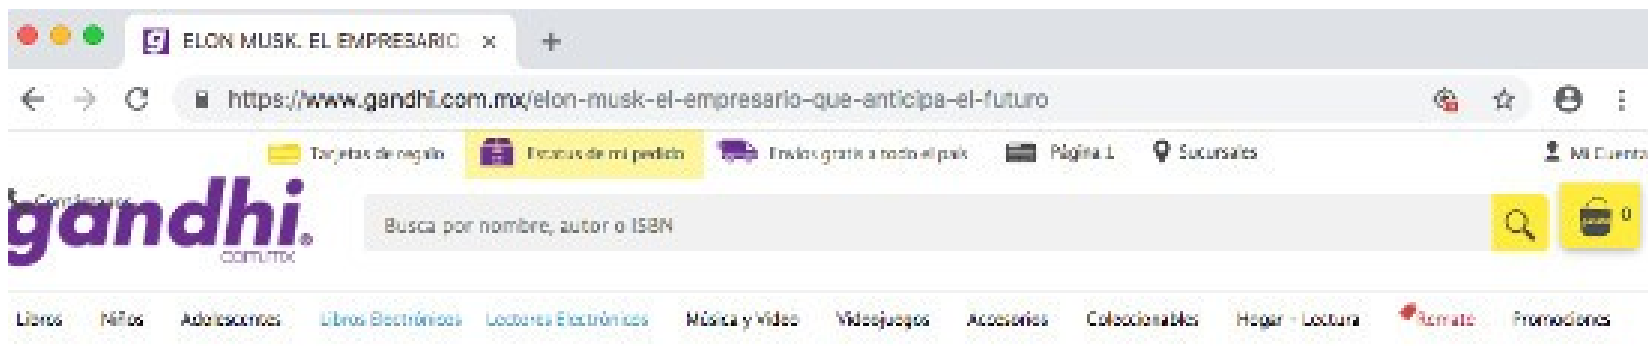 ELON MUSK. EL EMPRESARIO
https://www.gandhi.com.mx/elon-musk-el-empresario-que-anticipa-el-futuro
Tarjetas de regalo Estatus de mi pedido Envíos gratis a todo el país Página 1 Sucursales Mi Cuenta
Contáctanos
gandhi.
com.mx
Busca por nombre, autor o ISBN
0
Libros Niños Adolescentes Libros Electrónicos Lectores Electrónicos Música y Video Videojuegos Accesorios Coleccionables Hogar - Lectura Remate Promociones